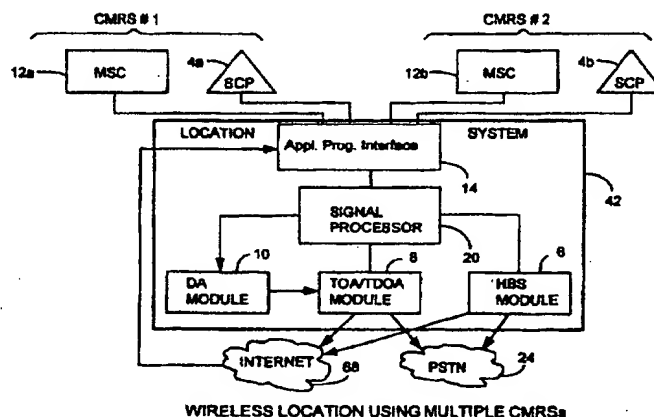 CMRS # 1
CMRS # 2
12a
MSC
4a
SCP
12b
MSC
4b
SCP
LOCATION
Appl. Prog. Interface
SYSTEM
14
42
SIGNAL
PROCESSOR
20
10
8
6
DA
MODULE
TOA/TDOA
MODULE
HBS
MODULE
INTERNET
68
PSTN
24
WIRELESS LOCATION USING MULTIPLE CMRSs